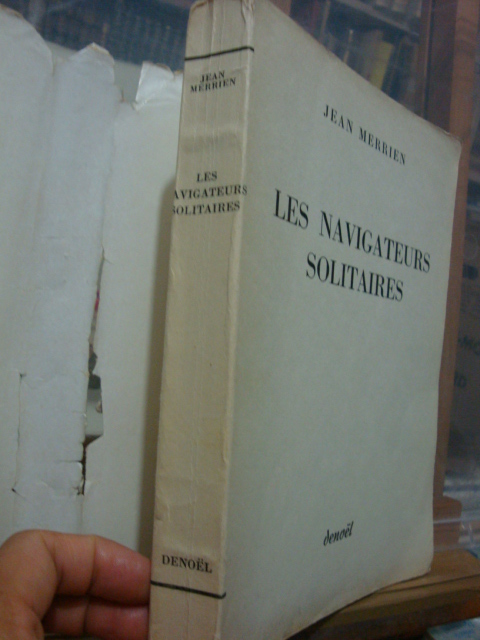 JEAN
MERRIEN
LES
NAVIGATEURS
SOLITAIRES
DENOËL
JEAN MERRIEN
LES NAVIGATEURS
SOLITAIRES
denoël